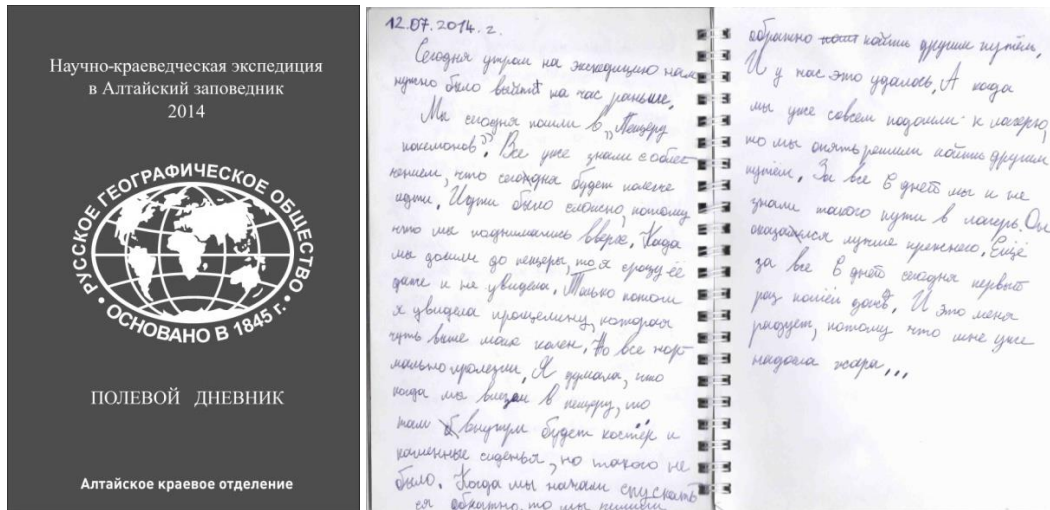 Научно-краеведческая экспедиция
в Алтайский заповедник
2014
РУССКОЕ ГЕОГРАФИЧЕСКОЕ ОБЩЕСТВО
ОСНОВАНО В 1845 г.
ПОЛЕВОЙ ДНЕВНИК
Алтайское краевое отделение
12.07.2014.г.
Сегодня утром на экспедицию нам
нужно было выйти на час раньше.
Мы сегодня пошли в „Пещеру
покемонов”. Все уже знали с облег
чением, что сегодня будет полегче
идти. Идти было сложно, потому
что мы поднимались вверх. Когда
мы дошли до пещеры, то я сразу её
даже и не увидела. Только потом
я увидела прощелину, которая
чуть выше моих колен. Но все нор
мально пролезли. Я думала, что
когда мы влезем в пещеру, то
там внутри будет костёр и
каменные сиденья, но такого не
было. Когда мы начали спускать
ся обратно, то мы решили
обратно пойти другим путём.
И у нас это удалось. А когда
мы уже совсем подошли к лагерю,
то мы опять решили пойти другим
путём. За все 6 дней мы и не
знали такого пути в лагерь. Он
оказался лучше прежнего. Ещё
за все 6 дней сегодня первый
раз пошёл дождь. И это меня
радует, потому что мне уже
надоела жара...